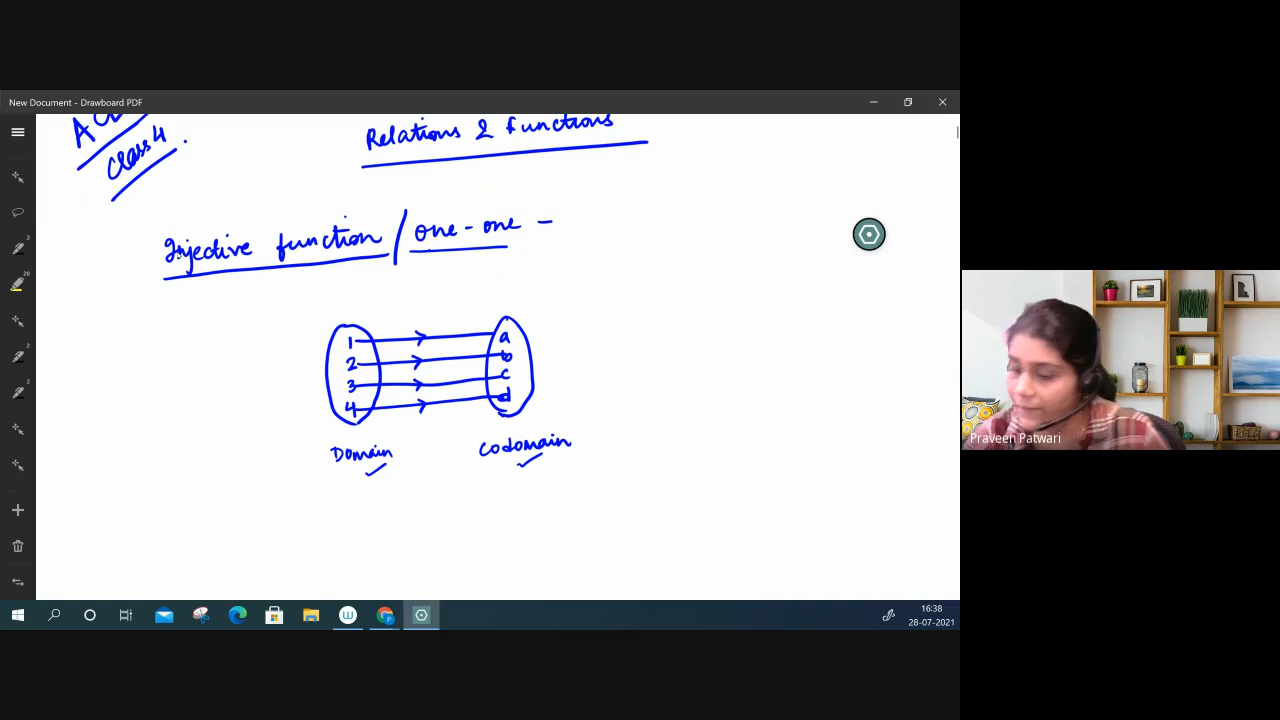 New Document - Drawboard PDF
Class 4.
Relations & functions
Injective function / one-one -
1 a
2 b
3 c
4 d
Domain codomain
Praveen Patwari
16:38
28-07-2021